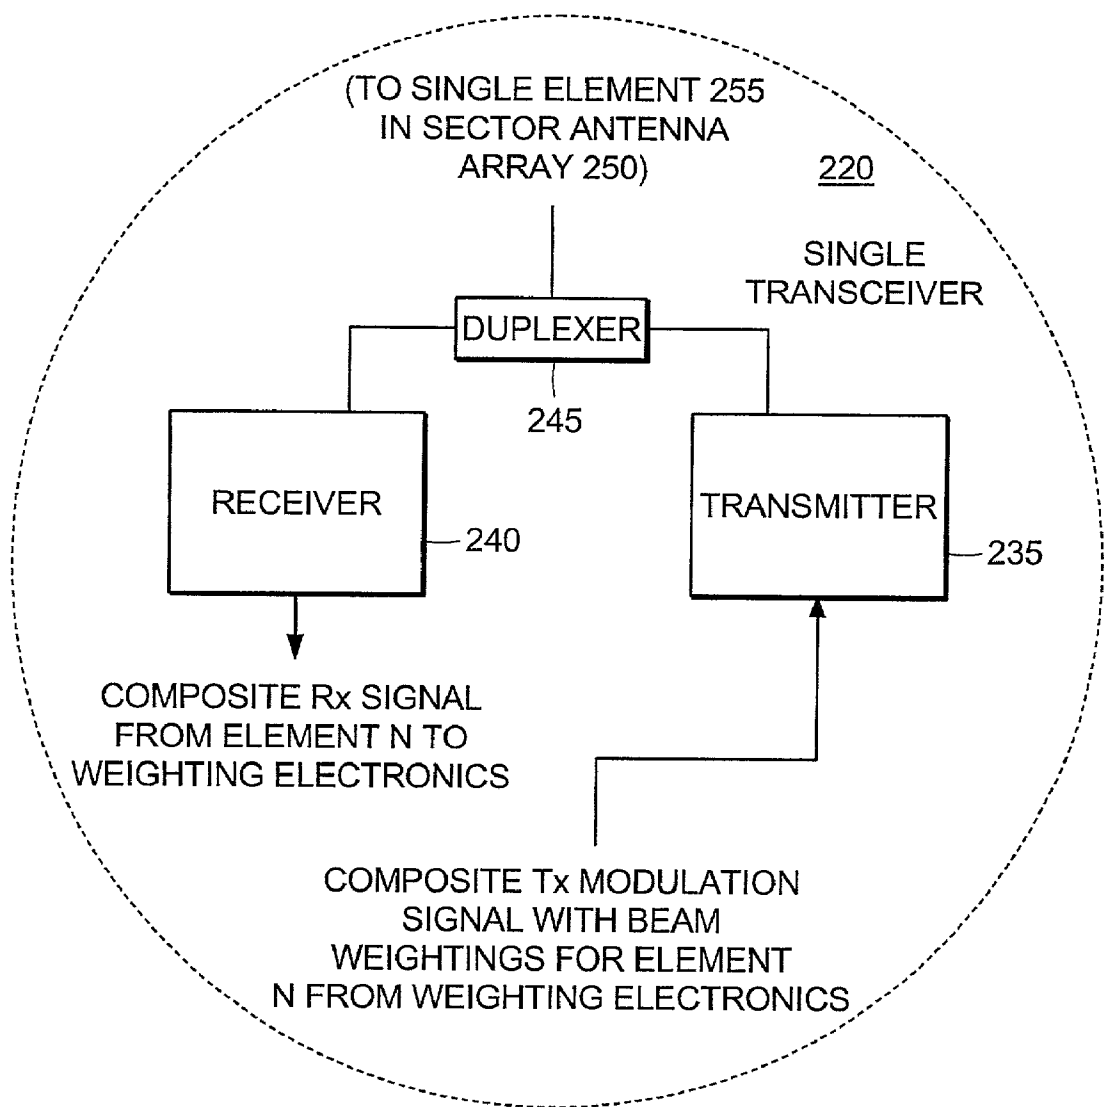 (TO SINGLE ELEMENT 255
IN SECTOR ANTENNA
ARRAY 250)
220
SINGLE
TRANSCEIVER
DUPLEXER
245
RECEIVER
240
TRANSMITTER
235
COMPOSITE Rx SIGNAL
FROM ELEMENT N TO
WEIGHTING ELECTRONICS
COMPOSITE Tx MODULATION
SIGNAL WITH BEAM
WEIGHTINGS FOR ELEMENT
N FROM WEIGHTING ELECTRONICS